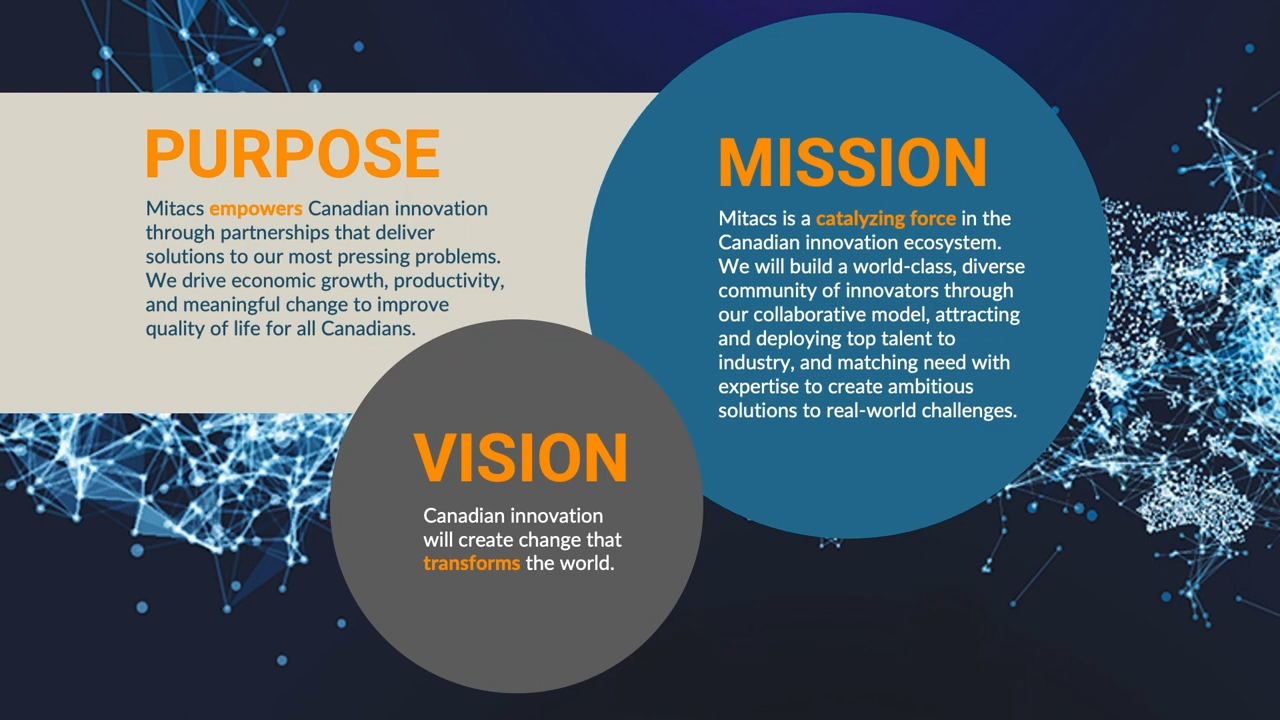 PURPOSE
Mitacs empowers Canadian innovation
through partnerships that deliver
solutions to our most pressing problems.
We drive economic growth, productivity,
and meaningful change to improve
quality of life for all Canadians.
MISSION
Mitacs is a catalyzing force in the
Canadian innovation ecosystem.
We will build a world-class, diverse
community of innovators through
our collaborative model, attracting
and deploying top talent to
industry, and matching need with
expertise to create ambitious
solutions to real-world challenges.
VISION
Canadian innovation
will create change that
transforms the world.